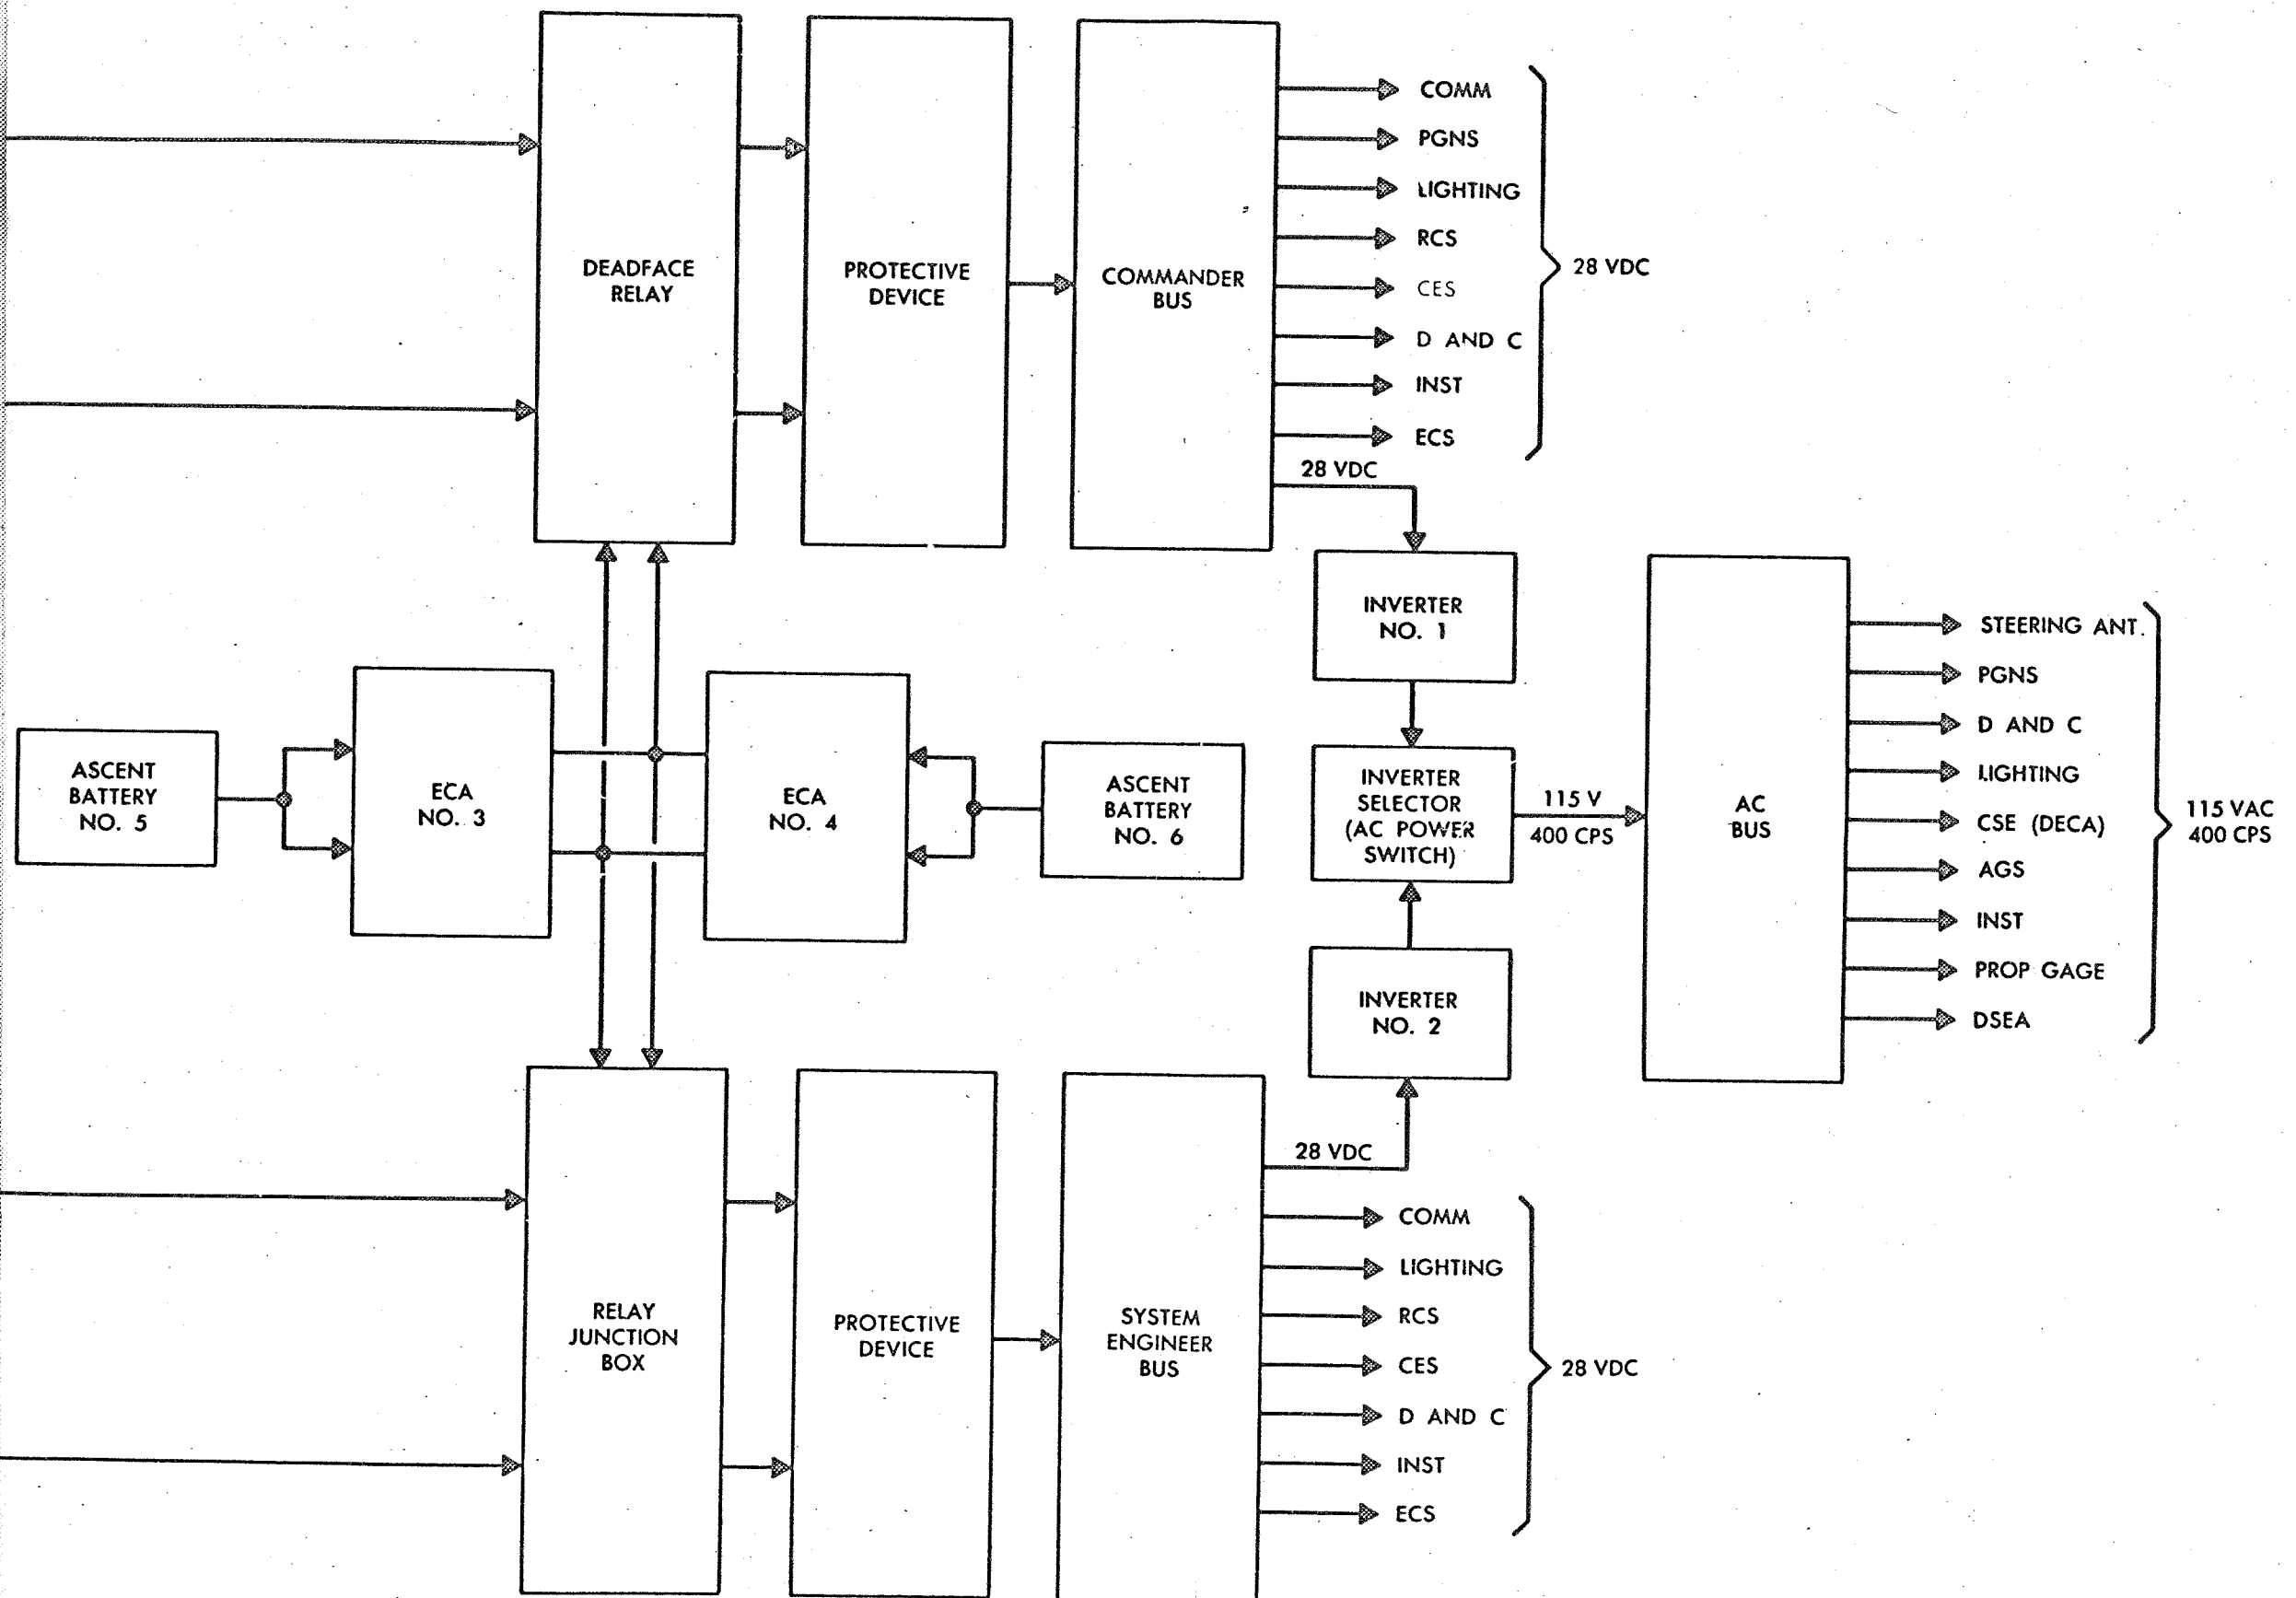 DEADFACE
RELAY
PROTECTIVE
DEVICE
COMMANDER
BUS
COMM
PGNS
LIGHTING
RCS
CES
D AND C
INST
ECS
28 VDC
28 VDC
INVERTER
NO. 1
ASCENT
BATTERY
NO. 5
ECA
NO. 3
ECA
NO. 4
ASCENT
BATTERY
NO. 6
INVERTER
SELECTOR
(AC POWER
SWITCH)
115 V
400 CPS
AC
BUS
STEERING ANT.
PGNS
D AND C
LIGHTING
CSE (DECA)
AGS
INST
PROP GAGE
DSEA
115 VAC
400 CPS
INVERTER
NO. 2
28 VDC
RELAY
JUNCTION
BOX
PROTECTIVE
DEVICE
SYSTEM
ENGINEER
BUS
COMM
LIGHTING
RCS
CES
D AND C
INST
ECS
28 VDC